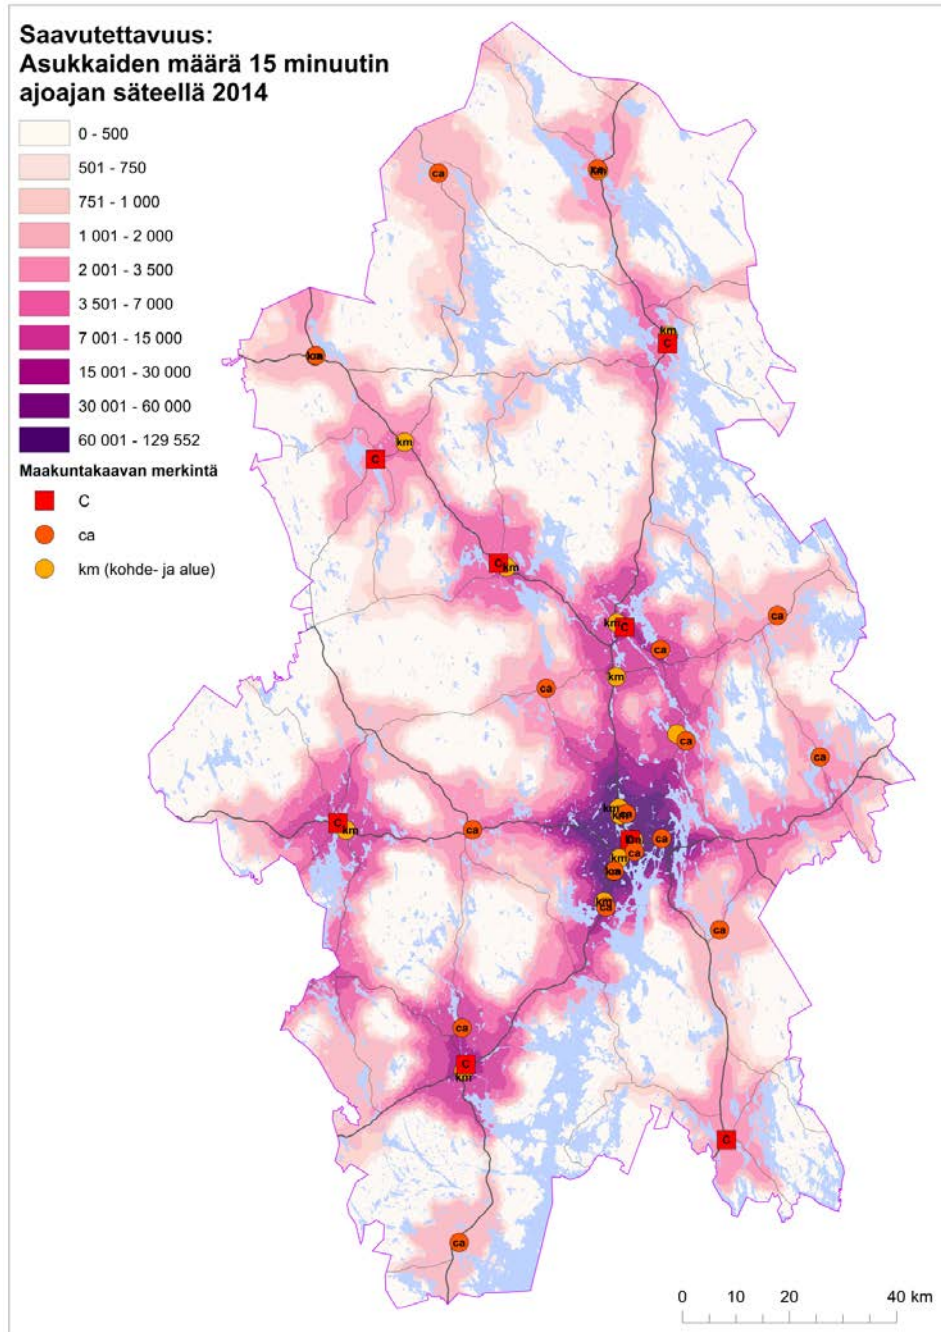 Saavutettavuus:
Asukkaiden määrä 15 minuutin
ajoajan säteellä 2014
0 - 500
501 - 750
751 - 1 000
1 001 - 2 000
2 001 - 3 500
3 501 - 7 000
7 001 - 15 000
15 001 - 30 000
30 001 - 60 000
60 001 - 129 552
Maakuntakaavan merkintä
C
ca
km (kohde- ja alue)
ca
km
C
km
C
C
km
km
C
ca
ca
km
ca
ca
ca
km
C
km
ca
ca
ca
km
km
ca
ca
ca
C
km
C
ca
0 10 20 40 km